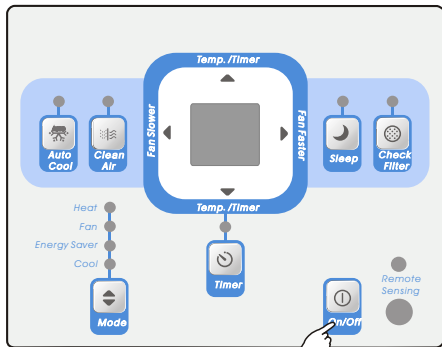 Temp. /Timer
Fan Slower
Fan Faster
Auto
Cool
Clean
Air
Sleep
Check
Filter
Temp. /Timer
Heat
Fan
Energy Saver
Cool
Mode
Timer
On/Off
Remote
Sensing